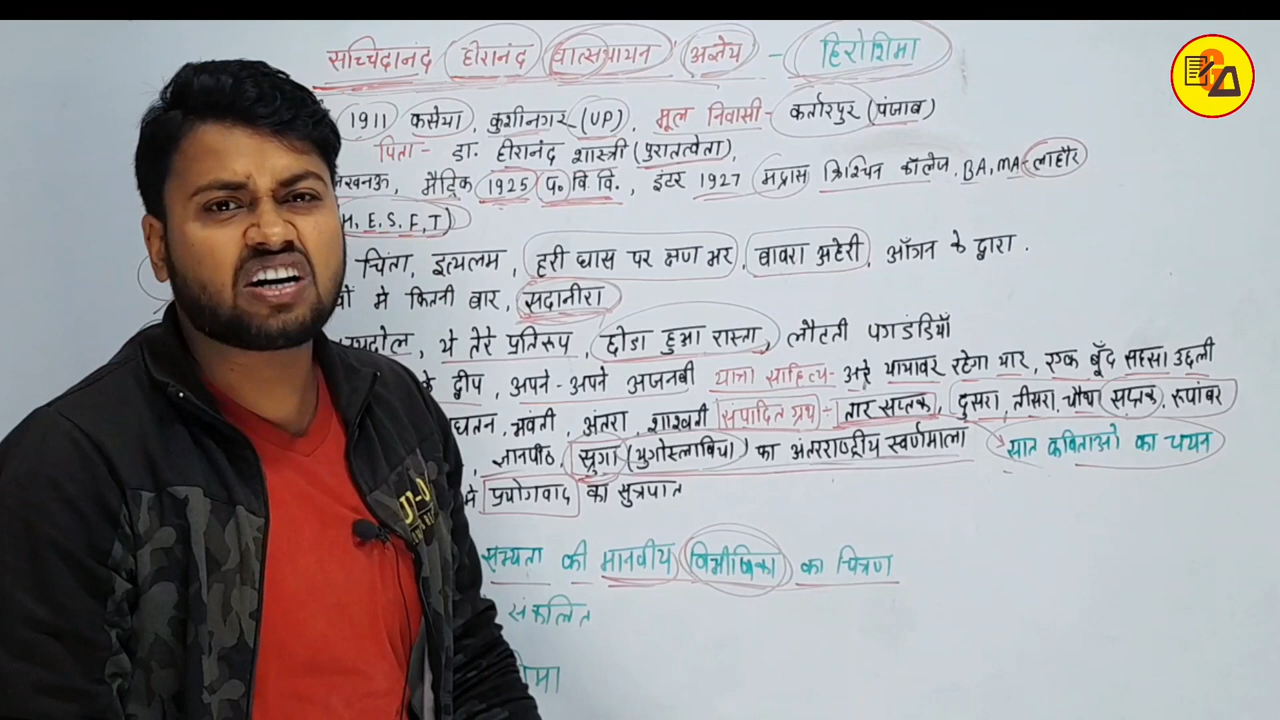 सच्चिदानंद हीरानंद वात्स्यायन 'अज्ञेय - हिरोशिमा
1911 कसेया, कुशीनगर (UP), मूल निवासी- कर्तारपुर (पंजाब)
पिता- डा. हीरानंद शास्त्री (पुरातत्वेता),
लखनऊ, मैट्रिक 1925 पं. वि. वि., इंटर 1927 मद्रास क्रिश्चिन कॉलेज, BA, MA- लाहौर
H, E, S, F, T)
चिंता, इत्यलम, हरी घास पर क्षण भर, बावरा अहेरी, आँगन के द्वारा.
मे कितनी बार, सदानीरा
ये तेरे प्रतिरूप, छोडा हुआ रास्ता, लौटती पगडंडियाँ
के द्वीप, अपने-अपने अजनबी यात्रा साहित्य- अरे यायावर रहेगा याद, एक बूँद सहसा उछली
भवंती, अंतरा, शाश्वती संपादित ग्रंथ- तार सप्तक, दुसरा, तीसरा, चौथा सप्तक, रूपांबर
, ज्ञानपीठ, स्रुगा (युगोस्लाविया) का अंतरराष्ट्रीय स्वर्णमाला सात कविताओ का चयन
मे प्रयोगवाद का सुत्रपात
सभ्यता की मानवीय विभीषिका का चित्रण
संकलित